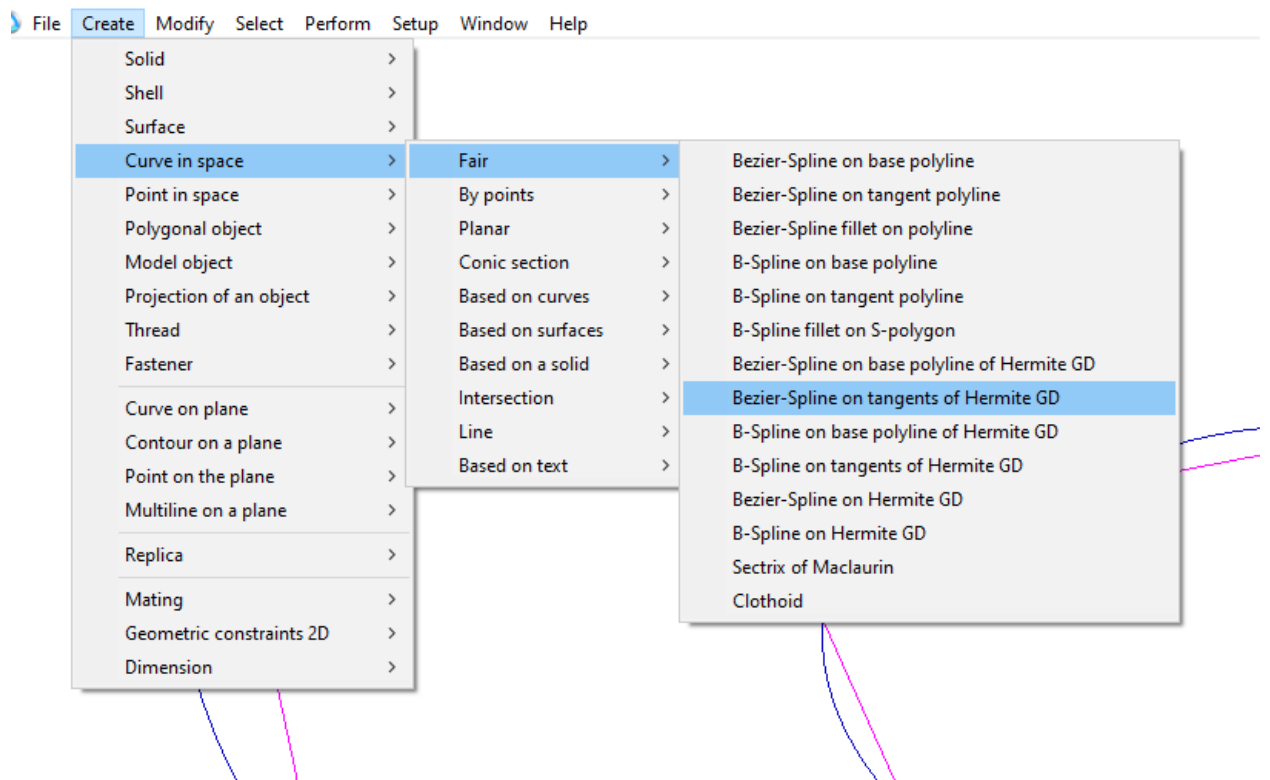 File Create Modify Select Perform Setup Window Help
Solid
Shell
Surface
Curve in space
Point in space
Polygonal object
Model object
Projection of an object
Thread
Fastener
Curve on plane
Contour on a plane
Point on the plane
Multiline on a plane
Replica
Mating
Geometric constraints 2D
Dimension
Fair
By points
Planar
Conic section
Based on curves
Based on surfaces
Based on a solid
Intersection
Line
Based on text
Bezier-Spline on base polyline
Bezier-Spline on tangent polyline
Bezier-Spline fillet on polyline
B-Spline on base polyline
B-Spline on tangent polyline
B-Spline fillet on S-polygon
Bezier-Spline on base polyline of Hermite GD
Bezier-Spline on tangents of Hermite GD
B-Spline on base polyline of Hermite GD
B-Spline on tangents of Hermite GD
Bezier-Spline on Hermite GD
B-Spline on Hermite GD
Sectrix of Maclaurin
Clothoid